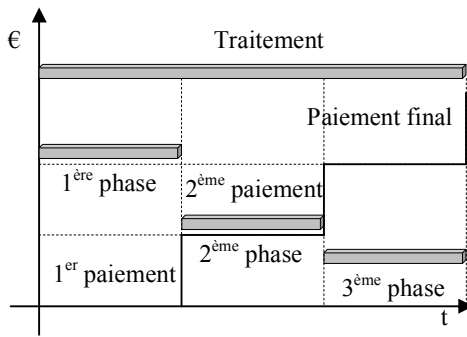 €
Traitement
Paiement final
1ère phase
2ème paiement
1er paiement
2ème phase
3ème phase
t